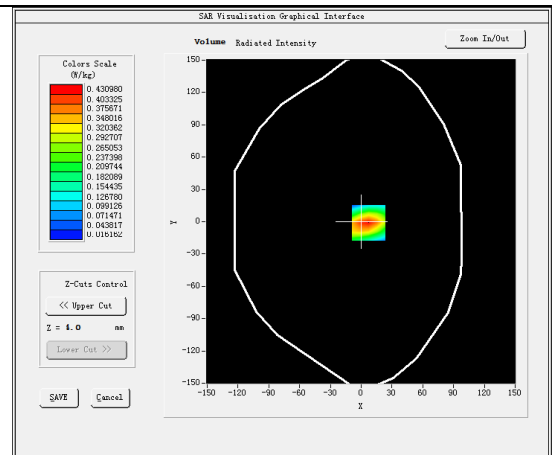 SAR Visualisation Graphical Interface
Volume Radiated Intensity
Zoom In/Out
Colors Scale
(W/kg)
0.430980
0.403325
0.375671
0.348016
0.320362
0.292707
0.265053
0.237398
0.209744
0.182089
0.154435
0.126780
0.099126
0.071471
0.043817
0.016162
Z-Cuts Control
<< Upper Cut
Z = 4.0 mm
Lower Cut >>
SAVE Cancel
Y
150
120
90
60
30
0
-30
-60
-90
-120
-150
-150 -120 -90 -60 -30 0 30 60 90 120 150
X